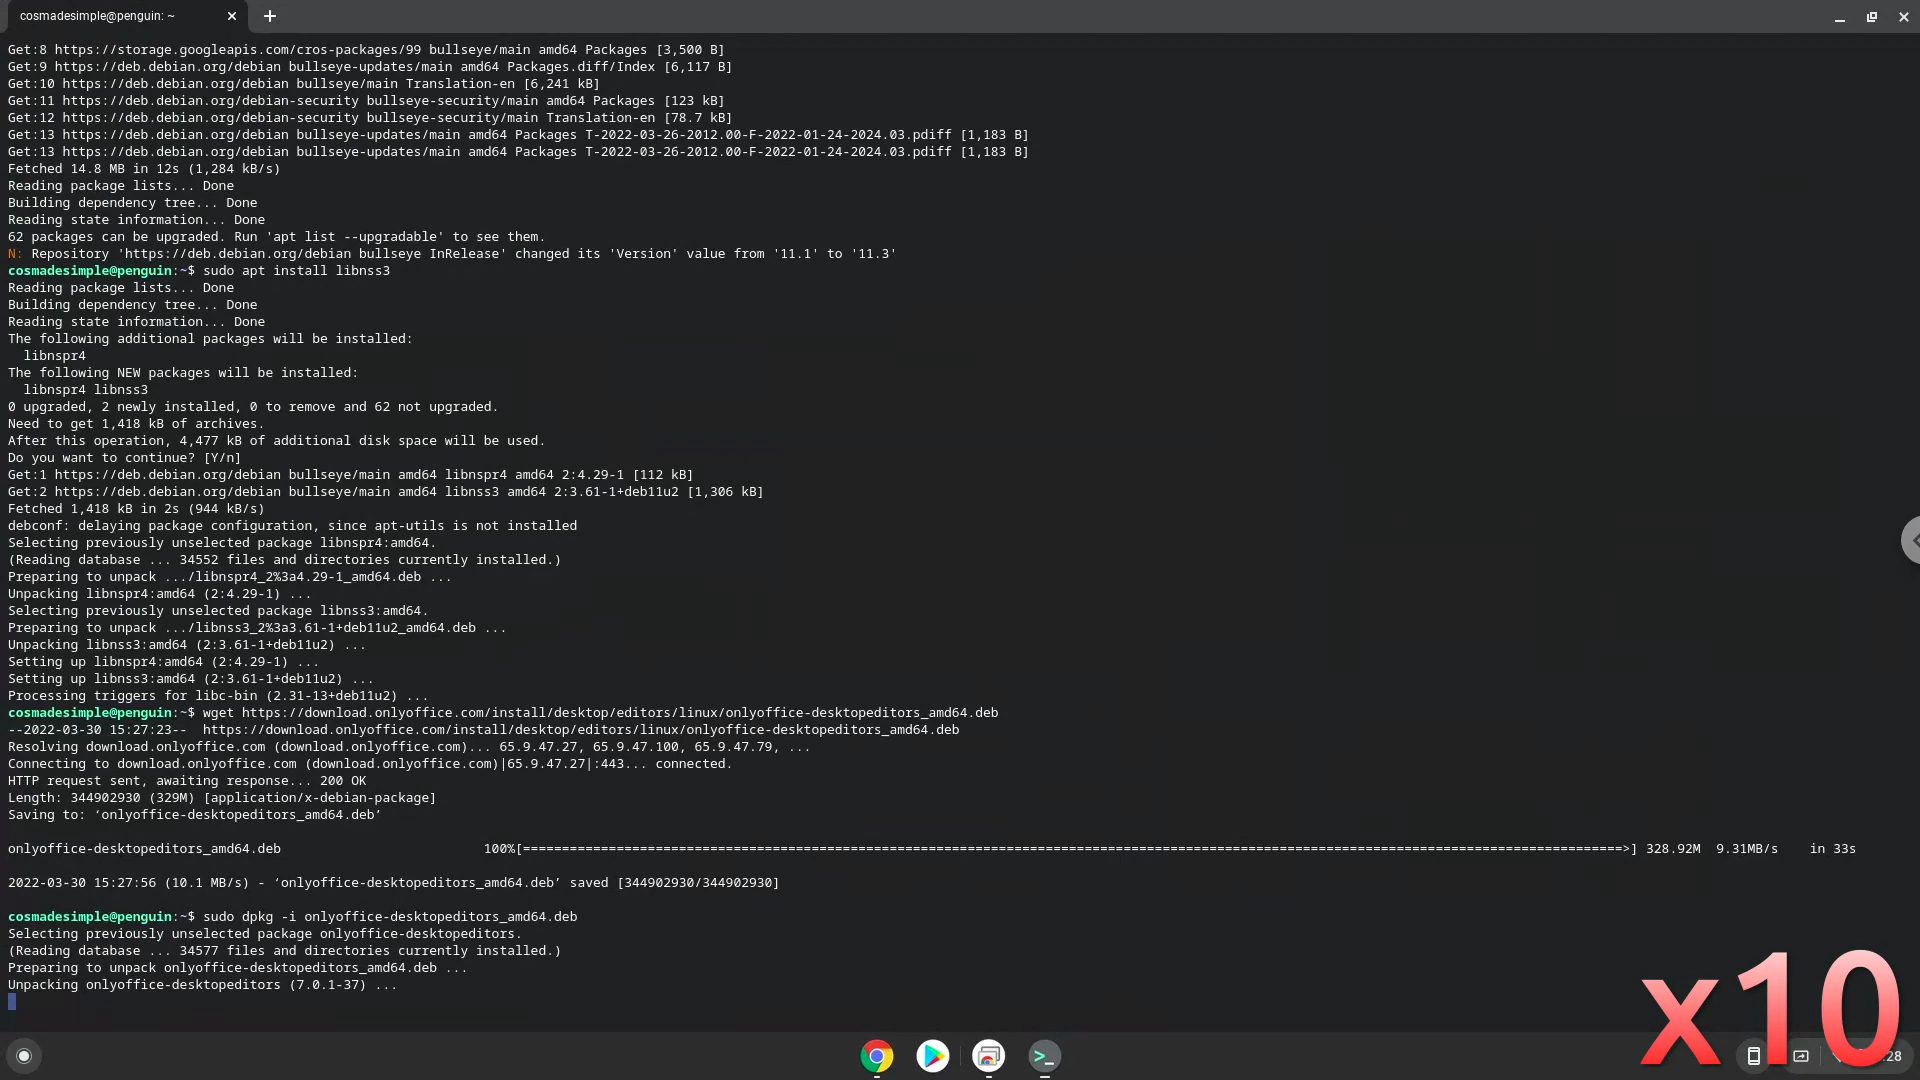 cosmadesimple@penguin: ~
Get:8 https://storage.googleapis.com/cros-packages/99 bullseye/main amd64 Packages [3,500 B]
Get:9 https://deb.debian.org/debian bullseye-updates/main amd64 Packages.diff/Index [6,117 B]
Get:10 https://deb.debian.org/debian bullseye/main Translation-en [6,241 kB]
Get:11 https://deb.debian.org/debian-security bullseye-security/main amd64 Packages [123 kB]
Get:12 https://deb.debian.org/debian-security bullseye-security/main Translation-en [78.7 kB]
Get:13 https://deb.debian.org/debian bullseye-updates/main amd64 Packages T-2022-03-26-2012.00-F-2022-01-24-2024.03.pdiff [1,183 B]
Get:13 https://deb.debian.org/debian bullseye-updates/main amd64 Packages T-2022-03-26-2012.00-F-2022-01-24-2024.03.pdiff [1,183 B]
Fetched 14.8 MB in 12s (1,284 kB/s)
Reading package lists... Done
Building dependency tree... Done
Reading state information... Done
62 packages can be upgraded. Run 'apt list --upgradable' to see them.
N: Repository 'https://deb.debian.org/debian bullseye InRelease' changed its 'Version' value from '11.1' to '11.3'
cosmadesimple@penguin:~$ sudo apt install libnss3
Reading package lists... Done
Building dependency tree... Done
Reading state information... Done
The following additional packages will be installed:
  libnspr4
The following NEW packages will be installed:
  libnspr4 libnss3
0 upgraded, 2 newly installed, 0 to remove and 62 not upgraded.
Need to get 1,418 kB of archives.
After this operation, 4,477 kB of additional disk space will be used.
Do you want to continue? [Y/n]
Get:1 https://deb.debian.org/debian bullseye/main amd64 libnspr4 amd64 2:4.29-1 [112 kB]
Get:2 https://deb.debian.org/debian bullseye/main amd64 libnss3 amd64 2:3.61-1+deb11u2 [1,306 kB]
Fetched 1,418 kB in 2s (944 kB/s)
debconf: delaying package configuration, since apt-utils is not installed
Selecting previously unselected package libnspr4:amd64.
(Reading database ... 34552 files and directories currently installed.)
Preparing to unpack .../libnspr4_2%3a4.29-1_amd64.deb ...
Unpacking libnspr4:amd64 (2:4.29-1) ...
Selecting previously unselected package libnss3:amd64.
Preparing to unpack .../libnss3_2%3a3.61-1+deb11u2_amd64.deb ...
Unpacking libnss3:amd64 (2:3.61-1+deb11u2) ...
Setting up libnspr4:amd64 (2:4.29-1) ...
Setting up libnss3:amd64 (2:3.61-1+deb11u2) ...
Processing triggers for libc-bin (2.31-13+deb11u2) ...
cosmadesimple@penguin:~$ wget https://download.onlyoffice.com/install/desktop/editors/linux/onlyoffice-desktopeditors_amd64.deb
--2022-03-30 15:27:23--  https://download.onlyoffice.com/install/desktop/editors/linux/onlyoffice-desktopeditors_amd64.deb
Resolving download.onlyoffice.com (download.onlyoffice.com)... 65.9.47.27, 65.9.47.100, 65.9.47.79, ...
Connecting to download.onlyoffice.com (download.onlyoffice.com)|65.9.47.27|:443... connected.
HTTP request sent, awaiting response... 200 OK
Length: 344902930 (329M) [application/x-debian-package]
Saving to: ‘onlyoffice-desktopeditors_amd64.deb’
onlyoffice-desktopeditors_amd64.deb 100%[=============================================================================================================================================>] 328.92M 9.31MB/s in 33s
2022-03-30 15:27:56 (10.1 MB/s) - ‘onlyoffice-desktopeditors_amd64.deb’ saved [344902930/344902930]
cosmadesimple@penguin:~$ sudo dpkg -i onlyoffice-desktopeditors_amd64.deb
Selecting previously unselected package onlyoffice-desktopeditors.
(Reading database ... 34577 files and directories currently installed.)
Preparing to unpack onlyoffice-desktopeditors_amd64.deb ...
Unpacking onlyoffice-desktopeditors (7.0.1-37) ...
x10